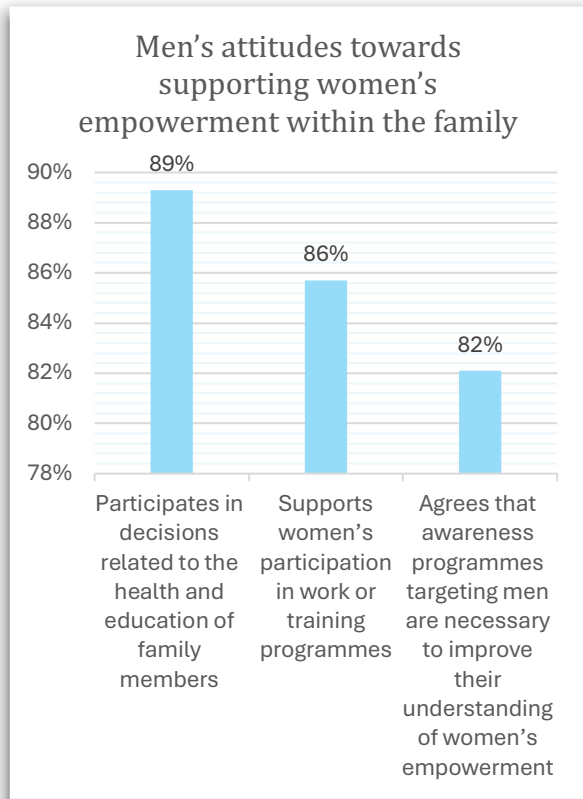 Men’s attitudes towards
supporting women’s
empowerment within the family
90%
88%
86%
84%
82%
80%
78%
89%
86%
82%
Participates in
decisions
related to the
health and
education of
family
members
Supports
women’s
participation
in work or
training
programmes
Agrees that
awareness
programmes
targeting men
are necessary
to improve
their
understanding
of women’s
empowerment